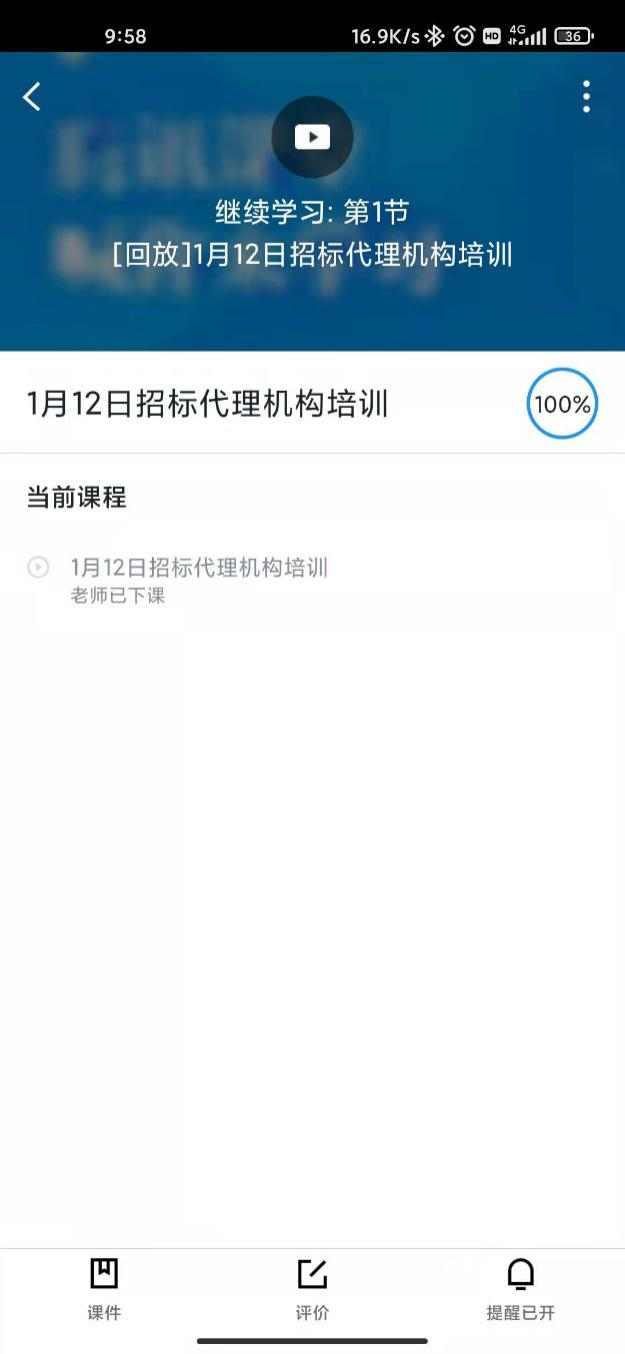 9:58
16.9K/s HD 4G 36
继续学习: 第1节
[回放]1月12日招标代理机构培训
1月12日招标代理机构培训
100%
当前课程
1月12日招标代理机构培训
老师已下课
课件
评价
提醒已开